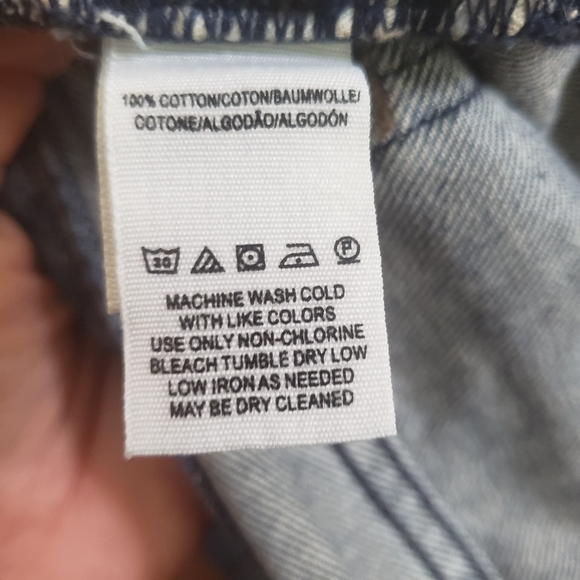 100% COTTON/COTON/BAUMWOLLE/
COTONE/ALGODÃO/ALGODÓN
30 P
MACHINE WASH COLD
WITH LIKE COLORS
USE ONLY NON-CHLORINE
BLEACH TUMBLE DRY LOW
LOW IRON AS NEEDED
MAY BE DRY CLEANED